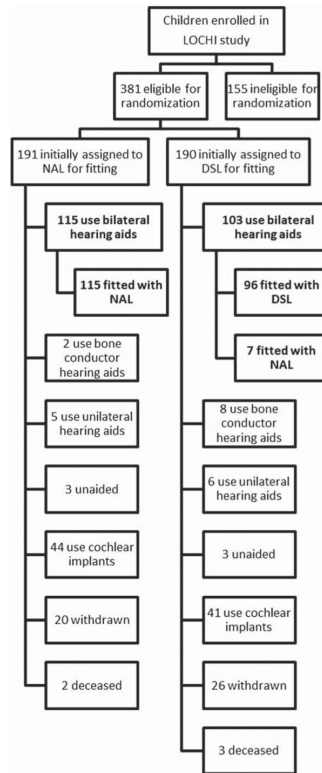 Children enrolled in
LOCHI study
381 eligible for
randomization
155 ineligible for
randomization
191 initially assigned to
NAL for fitting
190 initially assigned to
DSL for fitting
115 use bilateral
hearing aids
115 fitted with
NAL
2 use bone
conductor
hearing aids
5 use unilateral
hearing aids
3 unaided
44 use cochlear
implants
20 withdrawn
2 deceased
103 use bilateral
hearing aids
96 fitted with
DSL
7 fitted with
NAL
8 use bone
conductor
hearing aids
6 use unilateral
hearing aids
3 unaided
41 use cochlear
implants
26 withdrawn
3 deceased